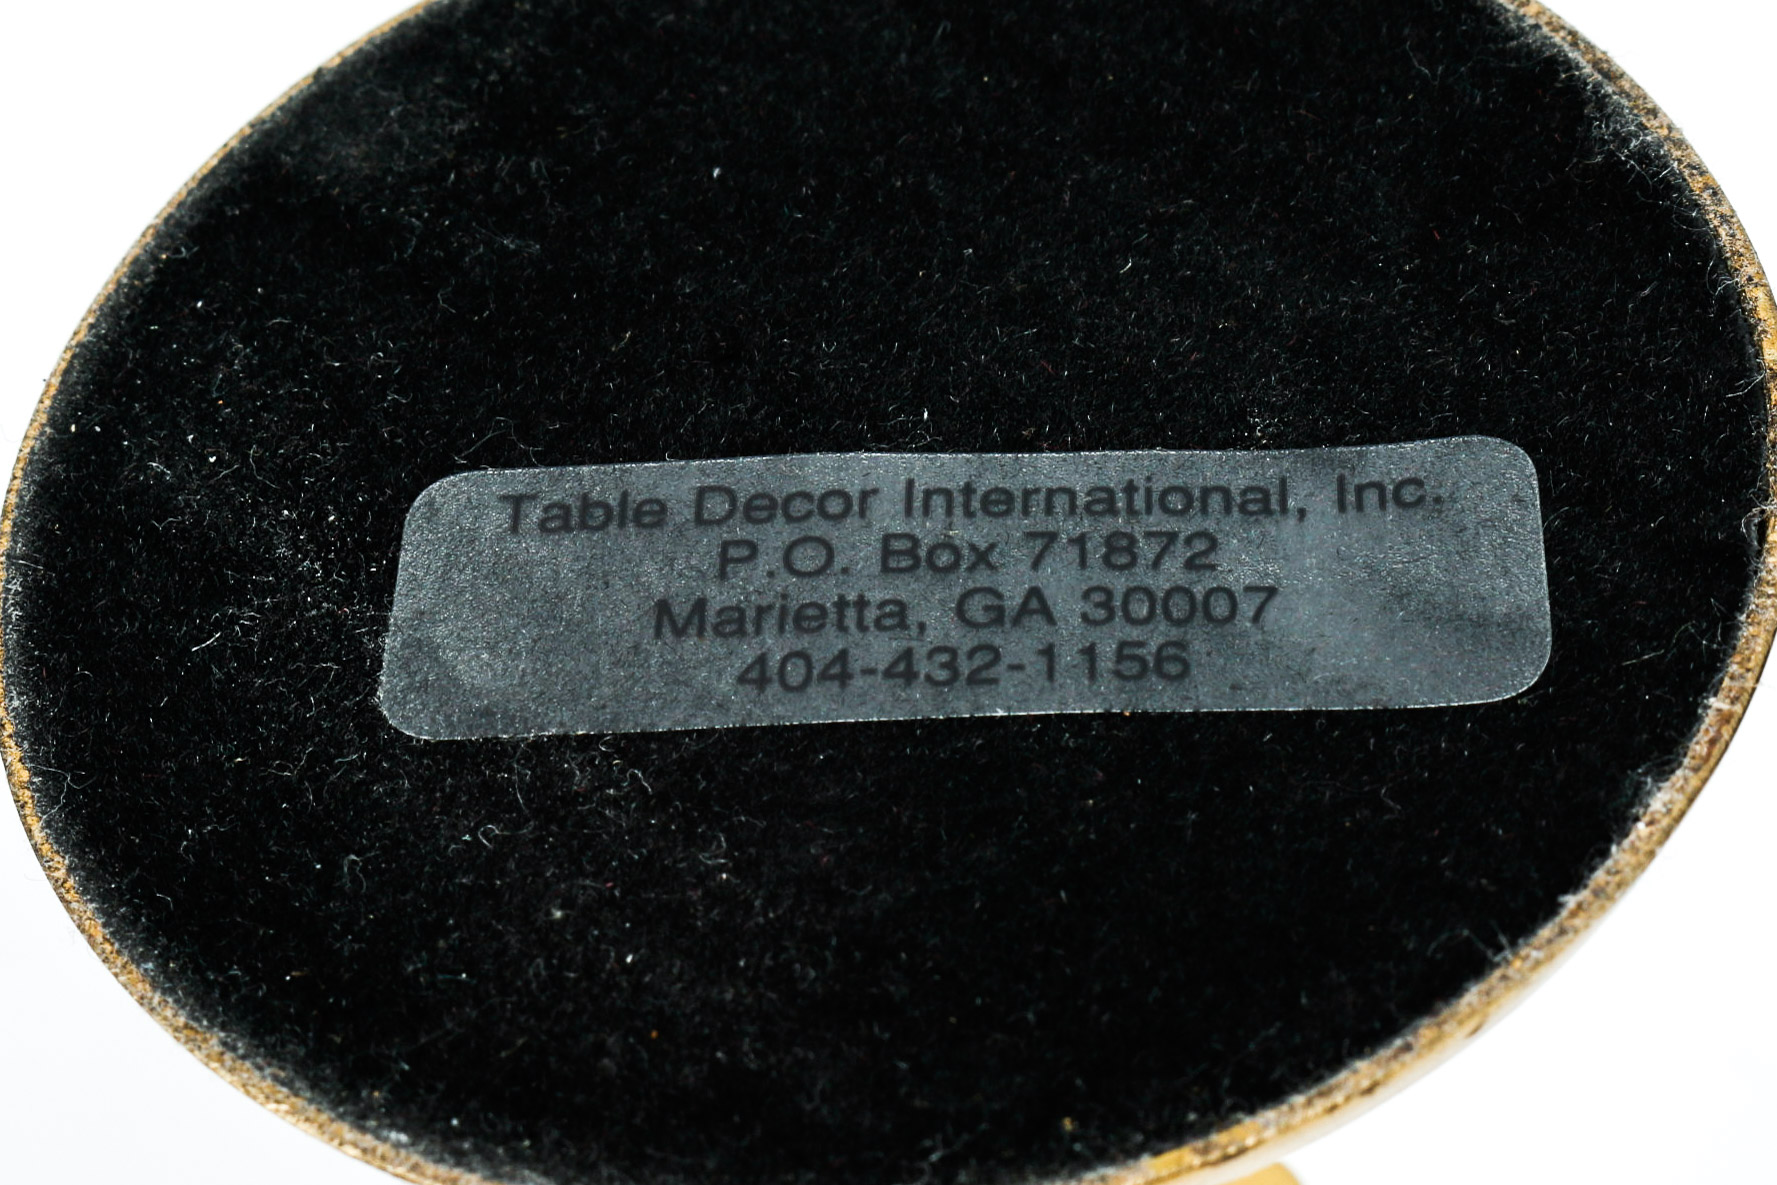 Table Decor International, Inc.
P.O. Box 71872
Marietta, GA 30007
404-432-1156